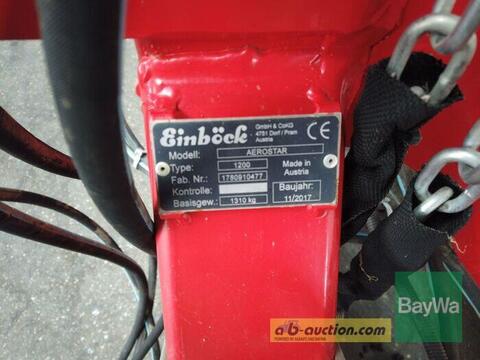 Einböck
GmbH & CoKG
4751 Dorf / Pram
Austria
CE
Modell: AEROSTAR
Type: 1200
Made in
Austria
Fab. Nr.: 1780910477
Kontrolle:
Baujahr:
11/2017
Basisgew.: 1310 kg
BayWa
ab-auction.com